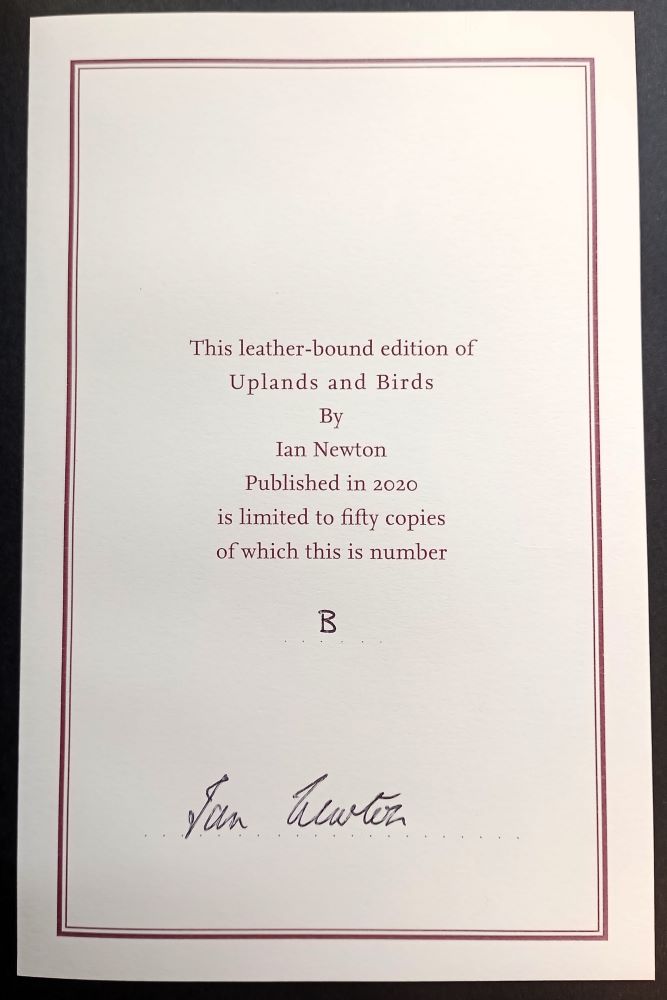 This leather-bound edition of
Uplands and Birds
By
Ian Newton
Published in 2020
is limited to fifty copies
of which this is number
B
Ian Newton